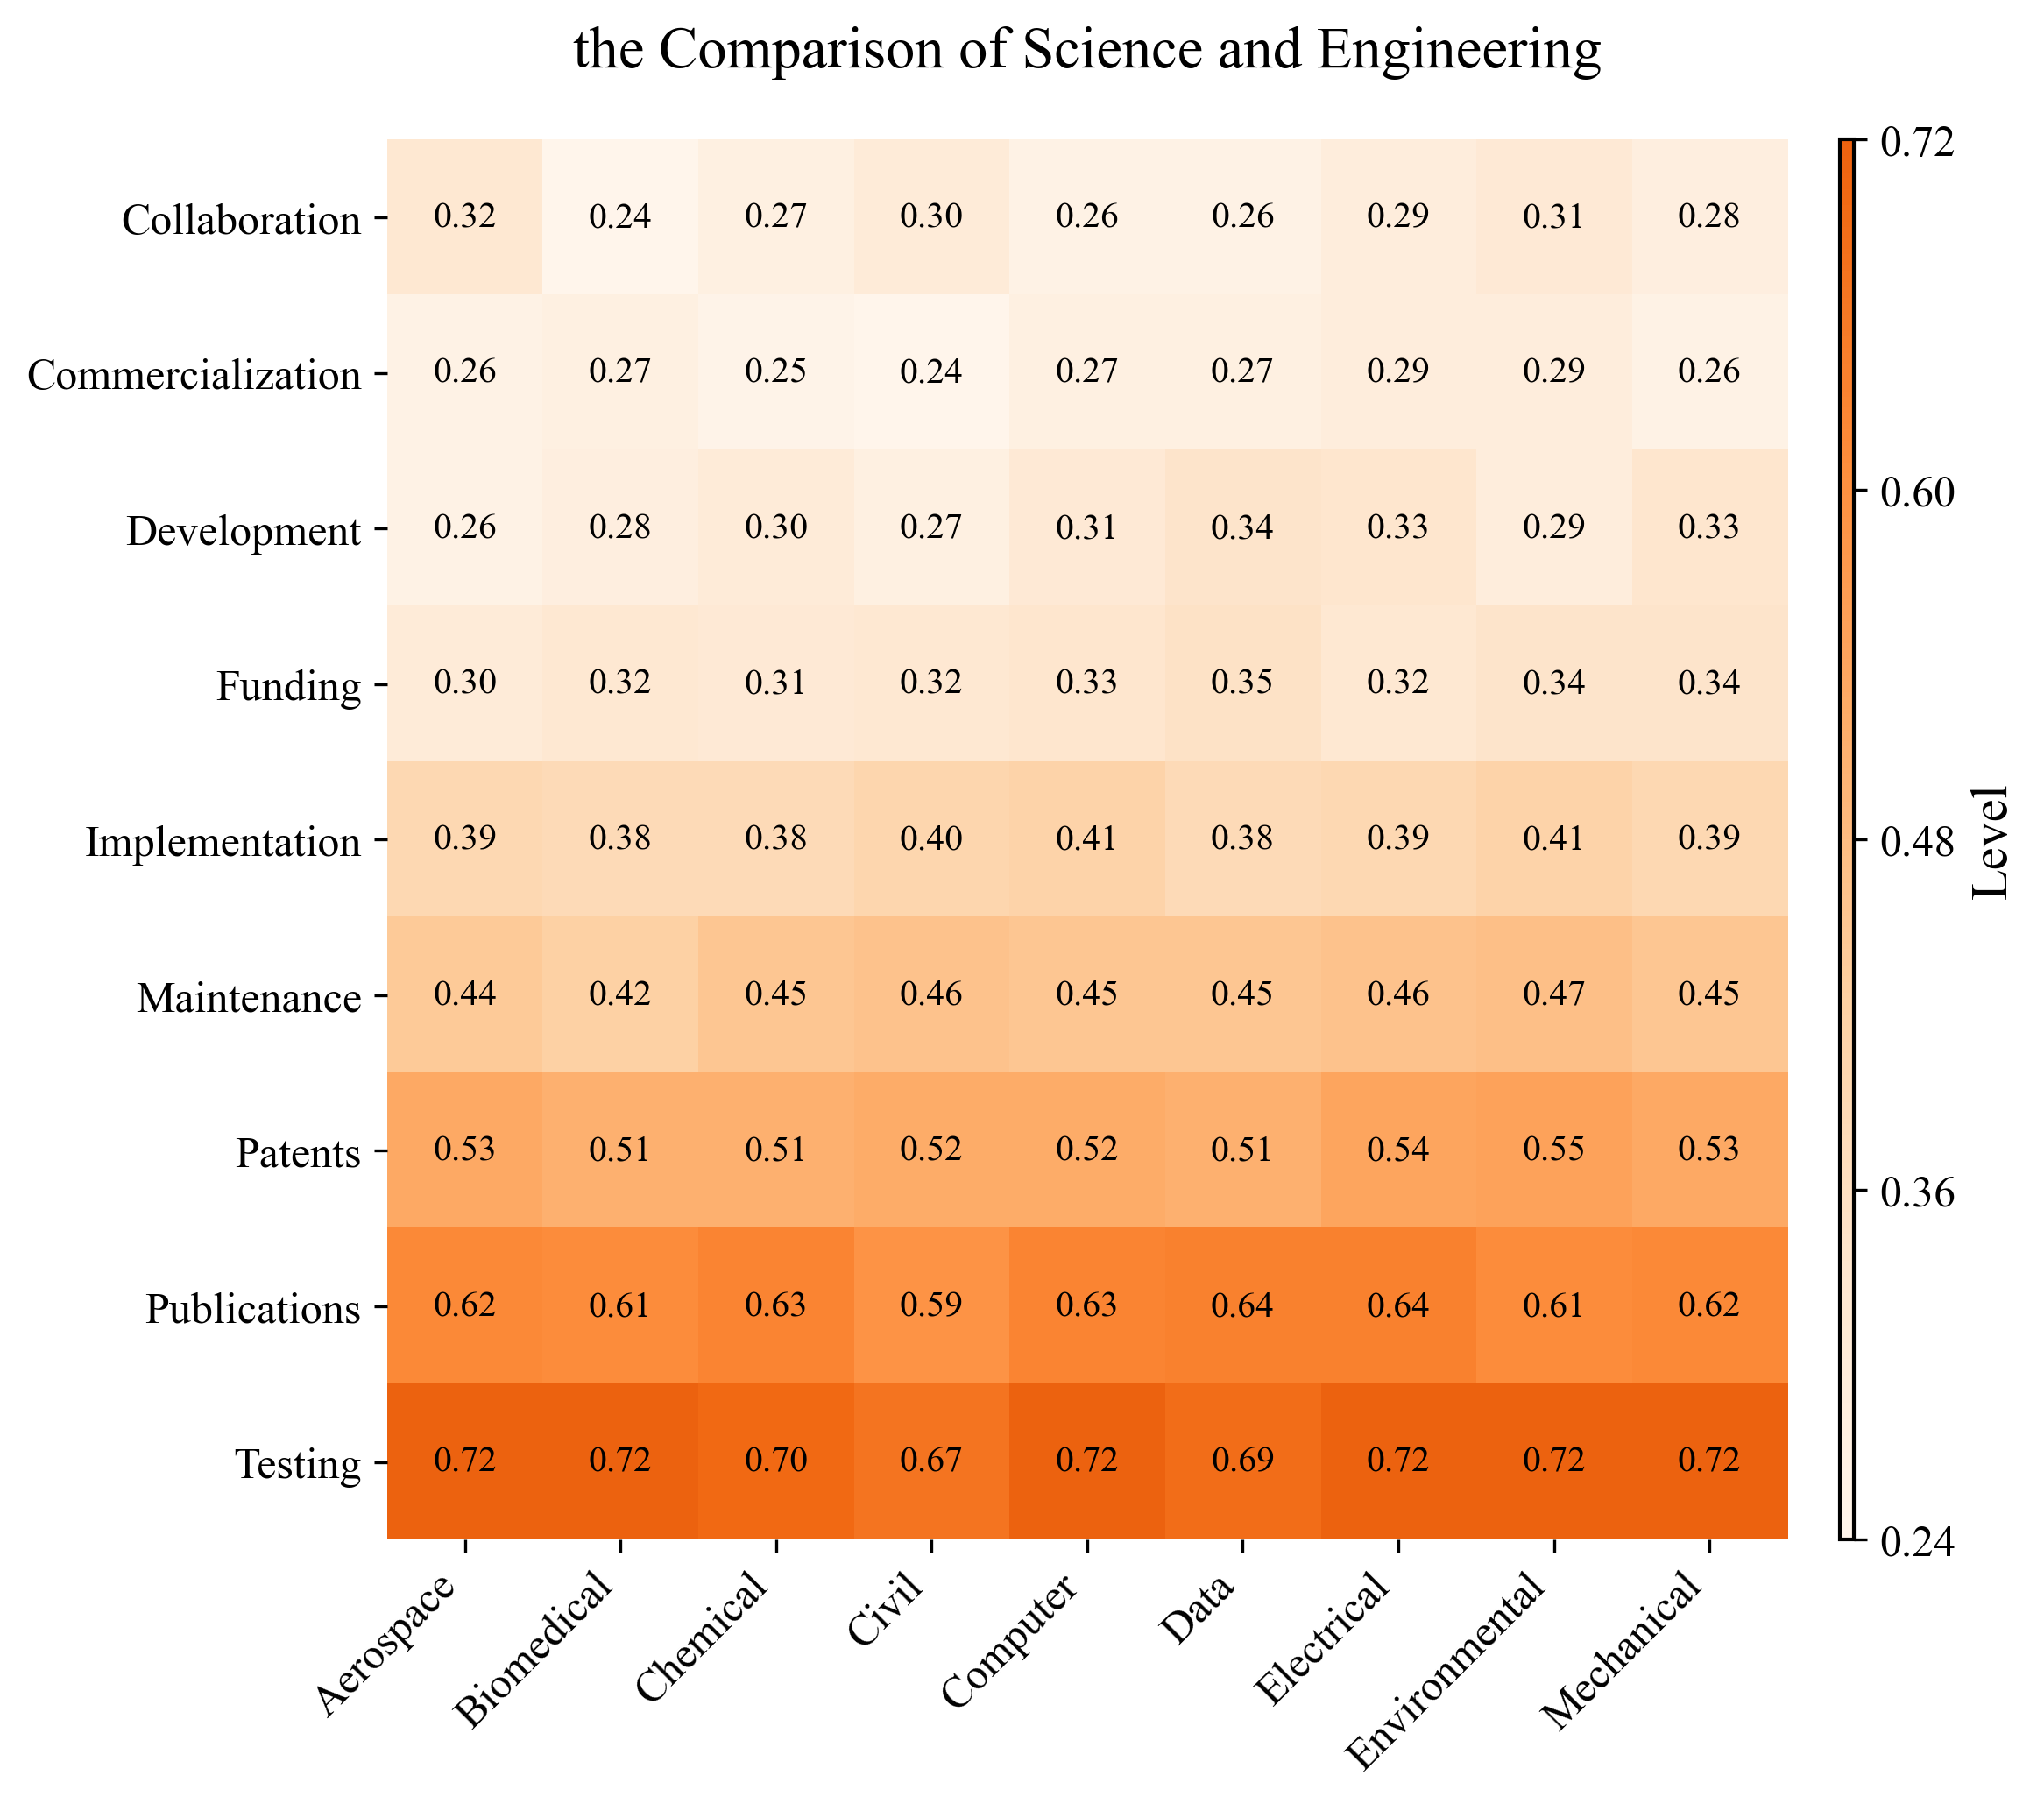 the Comparison of Science and Engineering
Collaboration 0.32 0.24 0.27 0.30 0.26 0.26 0.29 0.31 0.28
Commercialization 0.26 0.27 0.25 0.24 0.27 0.27 0.29 0.29 0.26
Development 0.26 0.28 0.30 0.27 0.31 0.34 0.33 0.29 0.33
Funding 0.30 0.32 0.31 0.32 0.33 0.35 0.32 0.34 0.34
Implementation 0.39 0.38 0.38 0.40 0.41 0.38 0.39 0.41 0.39
Maintenance 0.44 0.42 0.45 0.46 0.45 0.45 0.46 0.47 0.45
Patents 0.53 0.51 0.51 0.52 0.52 0.51 0.54 0.55 0.53
Publications 0.62 0.61 0.63 0.59 0.63 0.64 0.64 0.61 0.62
Testing 0.72 0.72 0.70 0.67 0.72 0.69 0.72 0.72 0.72
Aerospace
Biomedical
Chemical
Civil
Computer
Data
Electrical
Environmental
Mechanical
0.72
0.60
0.48
0.36
0.24
Level